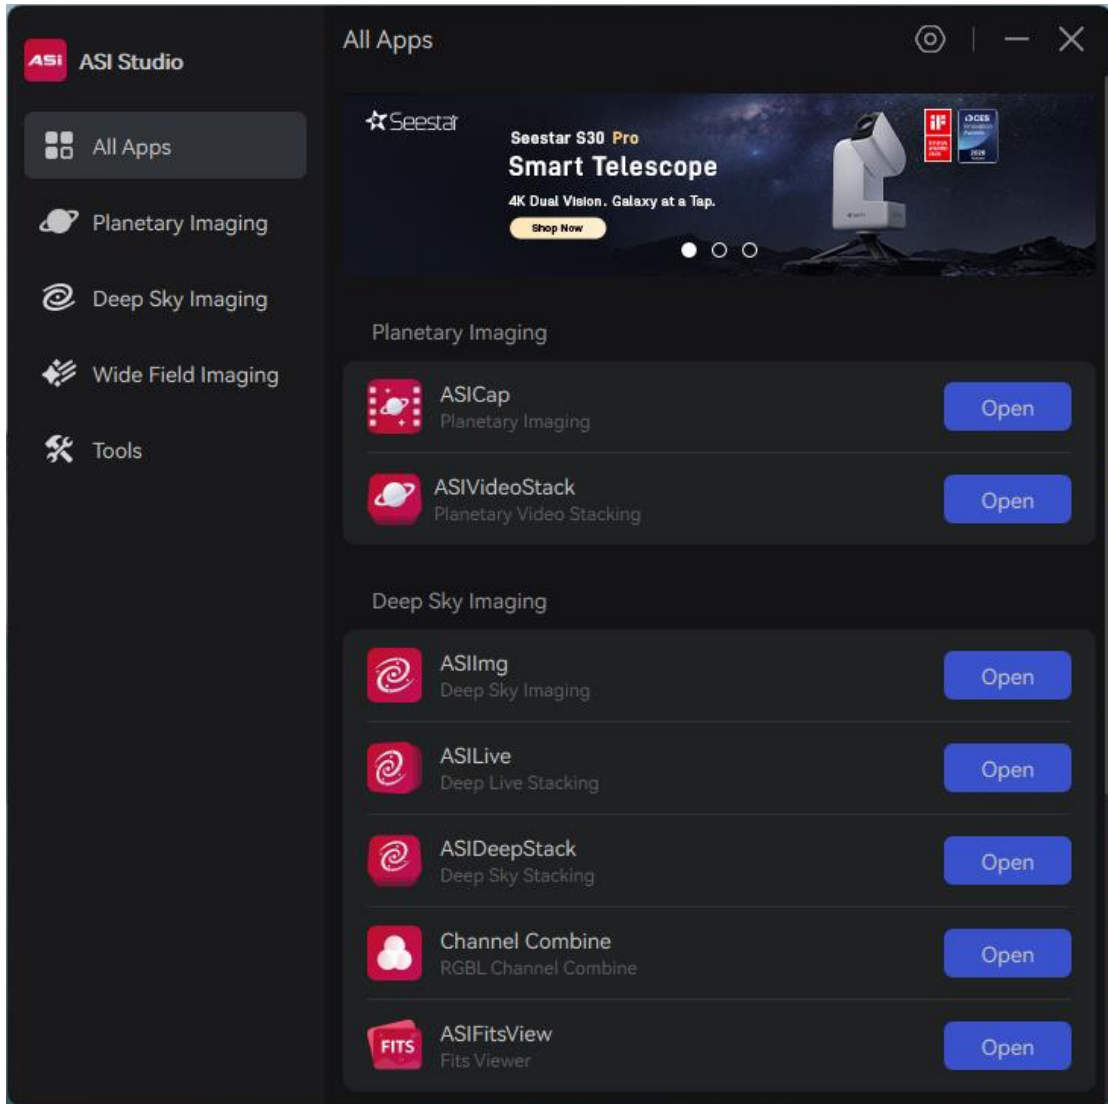 ASI
ASI Studio
All Apps
Planetary Imaging
Deep Sky Imaging
Wide Field Imaging
Tools
All Apps
Seestar
Seestar S30 Pro
Smart Telescope
4K Dual Vision. Galaxy at a Tap.
Shop Now
iF
CES
2026
Planetary Imaging
ASICap
Planetary Imaging
Open
ASIVideoStack
Planetary Video Stacking
Open
Deep Sky Imaging
ASIImg
Deep Sky Imaging
Open
ASILive
Deep Live Stacking
Open
ASIDeepStack
Deep Sky Stacking
Open
Channel Combine
RGBL Channel Combine
Open
FITS
ASIFitsView
Fits Viewer
Open